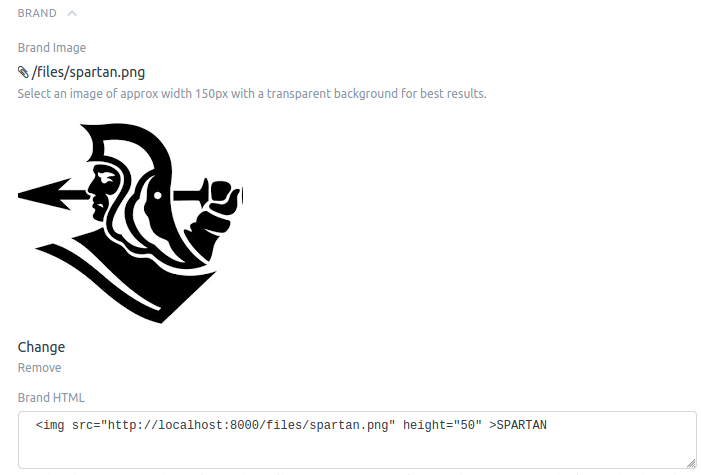 BRAND
Brand Image
/files/spartan.png
Select an image of approx width 150px with a transparent background for best results.
Change
Remove
Brand HTML
<img src="http://localhost:8000/files/spartan.png" height="50" >SPARTAN